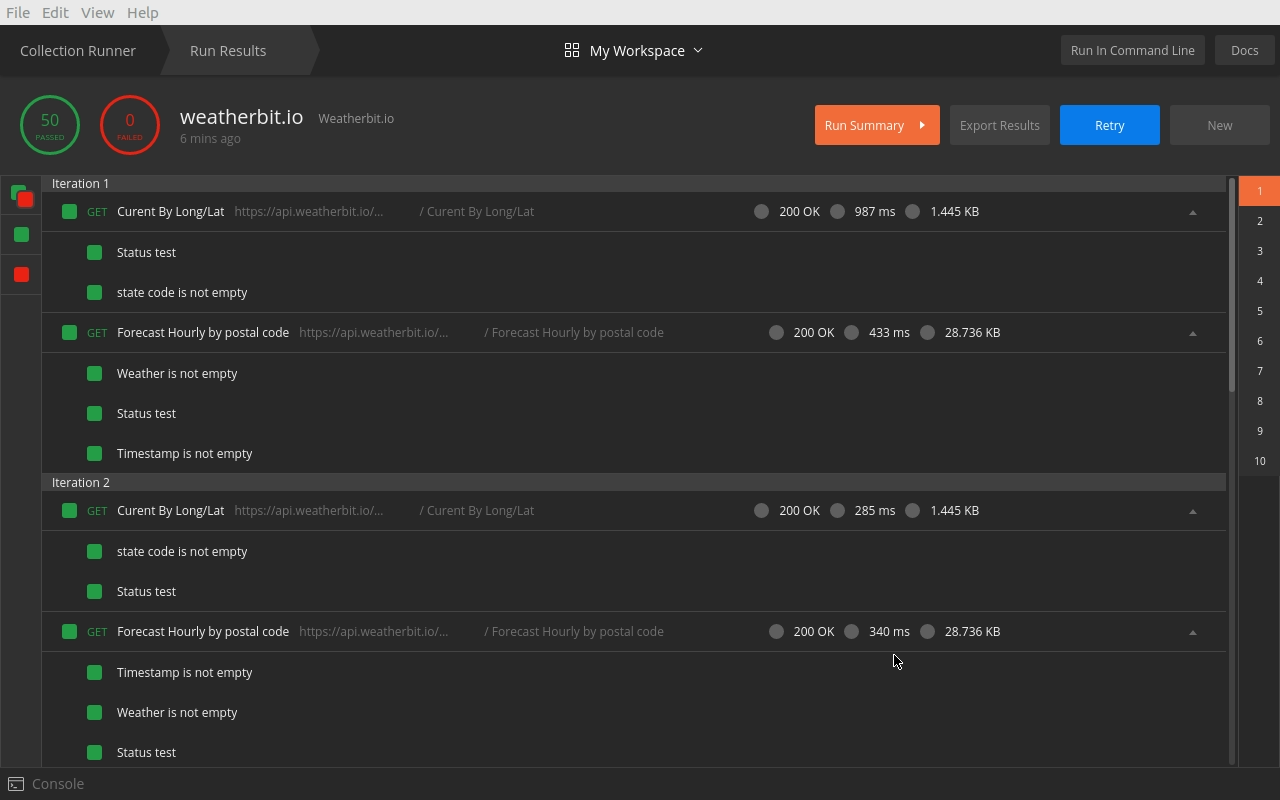 File Edit View Help
Collection Runner Run Results My Workspace Run In Command Line Docs
50 PASSED 0 FAILED weatherbit.io Weatherbit.io 6 mins ago Run Summary Export Results Retry New
Iteration 1
GET Curent By Long/Lat https://api.weatherbit.io/... / Curent By Long/Lat 200 OK 987 ms 1.445 KB
Status test
state code is not empty
GET Forecast Hourly by postal code https://api.weatherbit.io/... / Forecast Hourly by postal code 200 OK 433 ms 28.736 KB
Weather is not empty
Status test
Timestamp is not empty
Iteration 2
GET Curent By Long/Lat https://api.weatherbit.io/... / Curent By Long/Lat 200 OK 285 ms 1.445 KB
state code is not empty
Status test
GET Forecast Hourly by postal code https://api.weatherbit.io/... / Forecast Hourly by postal code 200 OK 340 ms 28.736 KB
Timestamp is not empty
Weather is not empty
Status test
1
2
3
4
5
6
7
8
9
10
Console